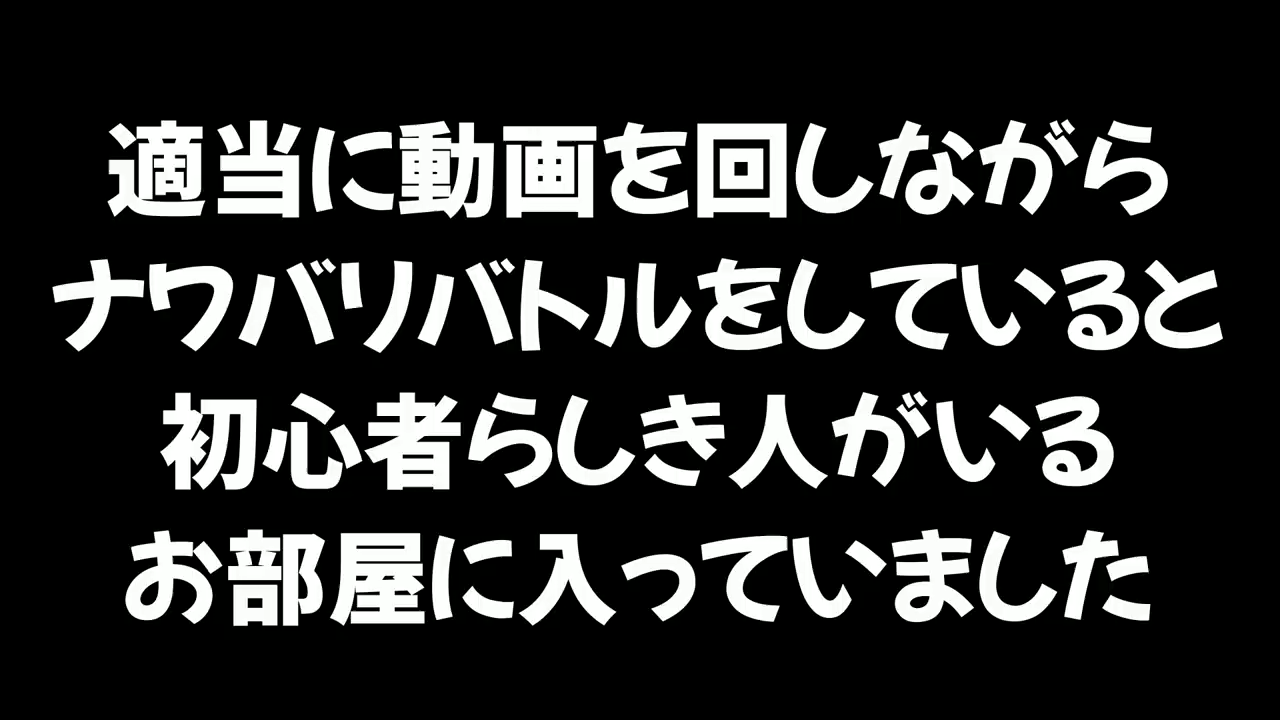 適当に動画を回しながら
ナワバリバトルをしていると
初心者らしき人がいる
お部屋に入っていました